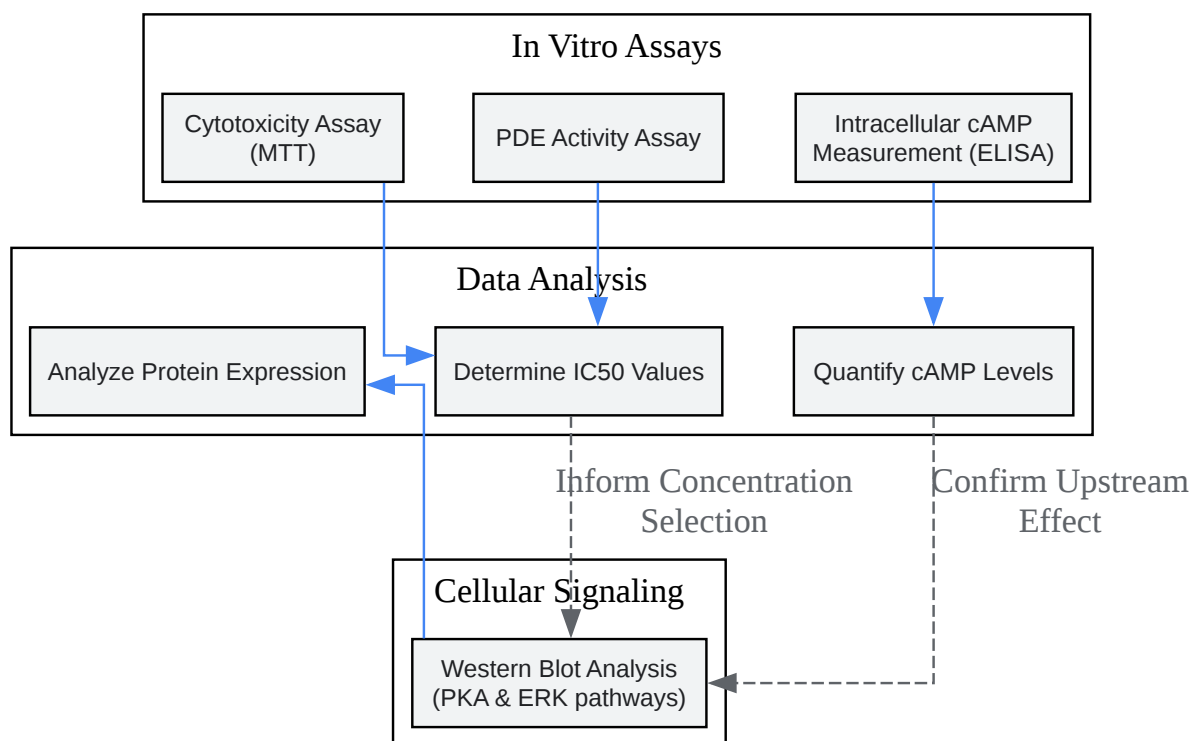 In Vitro Assays
Cytotoxicity Assay
(MTT)
PDE Activity Assay
Intracellular cAMP
Measurement (ELISA)
Data Analysis
Analyze Protein Expression
Determine IC50 Values
Quantify cAMP Levels
Inform Concentration
Selection
Confirm Upstream
Effect
Cellular Signaling
Western Blot Analysis
(PKA & ERK pathways)